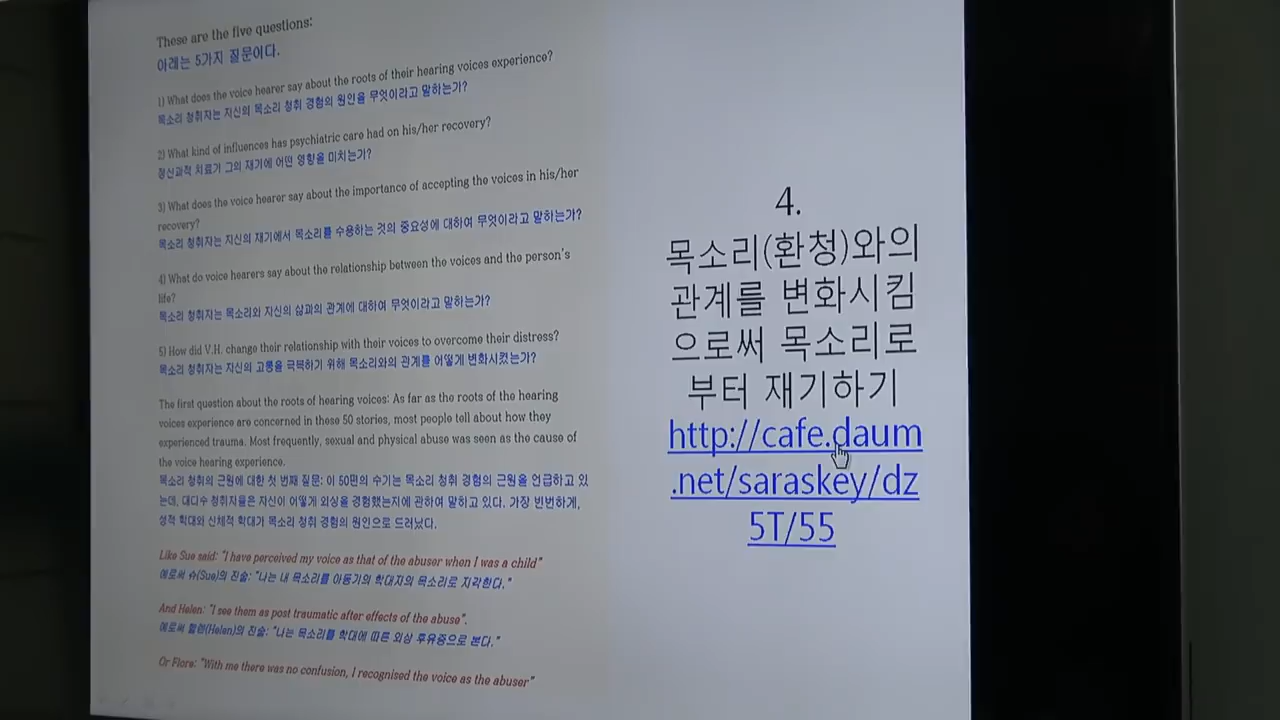 These are the five questions:
아래는 5가지 질문이다.
1) What does the voice hearer say about the roots of their hearing voices experience?
목소리 청취자는 자신의 목소리 청취 경험의 원인을 무엇이라고 말하는가?
2) What kind of influences has psychiatric care had on his/her recovery?
정신과적 치료가 그의 재기에 어떤 영향을 미치는가?
3) What does the voice hearer say about the importance of accepting the voices in his/her
recovery?
목소리 청취자는 자신의 재기에서 목소리를 수용하는 것의 중요성에 대하여 무엇이라고 말하는가?
4) What do voice hearers say about the relationship between the voices and the person's
life?
목소리 청취자는 목소리와 자신의 삶과의 관계에 대하여 무엇이라고 말하는가?
5) How did V.H. change their relationship with their voices to overcome their distress?
목소리 청취자는 자신의 고통을 극복하기 위해 목소리와의 관계를 어떻게 변화시켰는가?
The first question about the roots of hearing voices: As far as the roots of the hearing
voices experience are concerned in these 50 stories, most people tell about how they
experienced trauma. Most frequently, sexual and physical abuse was seen as the cause of
the voice hearing experience.
목소리 청취의 근원에 대한 첫 번째 질문: 이 50편의 수기는 목소리 청취 경험의 근원을 언급하고 있
는데, 대다수 청취자들은 자신이 어떻게 외상을 경험했는지에 관하여 말하고 있다. 가장 빈번하게,
성적 학대와 신체적 학대가 목소리 청취 경험의 원인으로 드러났다.
Like Sue said: "I have perceived my voice as that of the abuser when I was a child"
예로써 슈(Sue)의 진술: "나는 내 목소리를 아동기의 학대자의 목소리로 지각한다."
And Helen: "I see them as post traumatic after effects of the abuse".
예로써 헬렌(Helen)의 진술: "나는 목소리를 학대에 따른 외상 후유증으로 본다."
Or Flore: "With me there was no confusion, I recognised the voice as the abuser"
4.
목소리(환청)와의
관계를 변화시킴
으로써 목소리로
부터 재기하기
http://cafe.daum
.net/saraskey/dz
5T/55